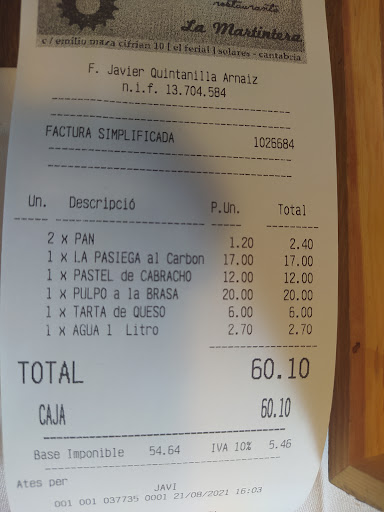 restaurante
La Martintera
c/emilio maza cifrian 10 [ el ferial ] solares - cantabria
F. Javier Quintanilla Arnaiz
n.i.f. 13.704.584
FACTURA SIMPLIFICADA 1026684
Un. Descripció P.Un. Total
2 x PAN 1.20 2.40
1 x LA PASIEGA al Carbon 17.00 17.00
1 x PASTEL de CABRACHO 12.00 12.00
1 x PULPO a la BRASA 20.00 20.00
1 x TARTA de QUESO 6.00 6.00
1 x AGUA 1 Litro 2.70 2.70
TOTAL 60.10
CAJA 60.10
Base Imponible 54.64 IVA 10% 5.46
Ates per JAVI
001 001 037735 0001 21/08/2021 16:03